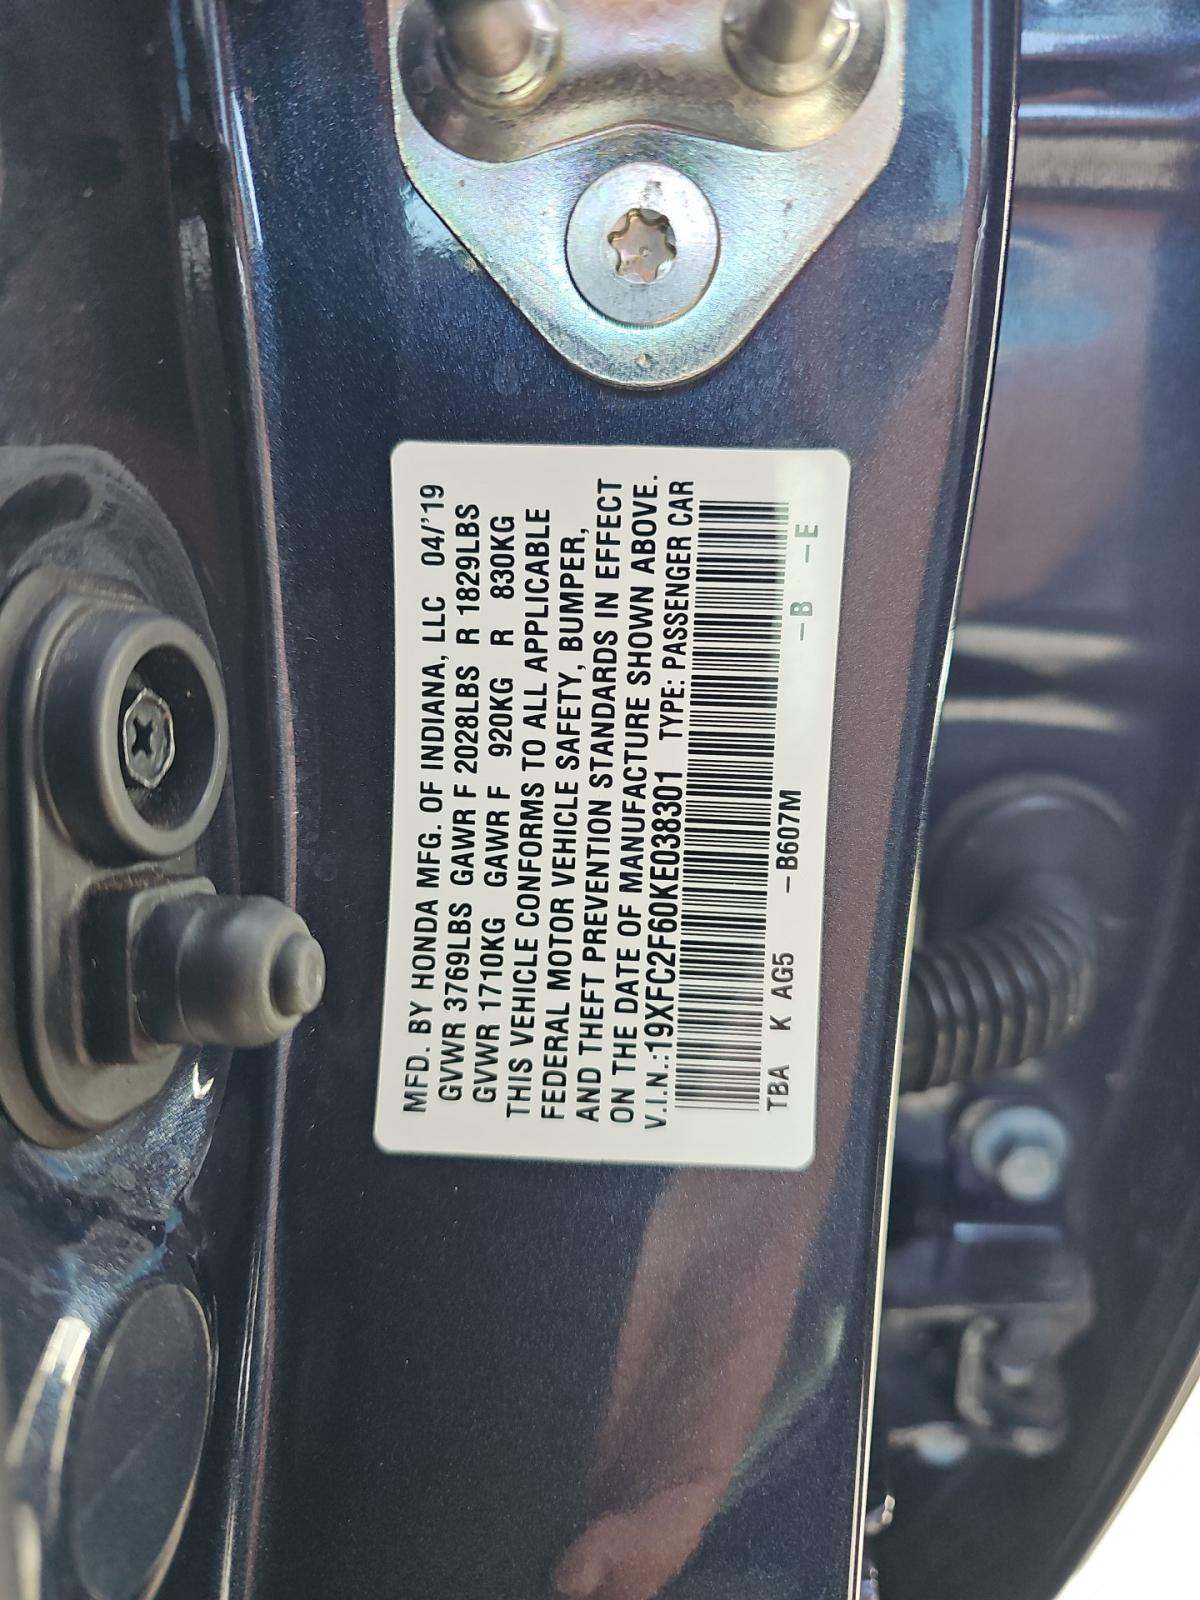 MFD. BY HONDA MFG. OF INDIANA, LLC 04/'19
GVWR 3769LBS GAWR F 2028LBS R 1829LBS
GVWR 1710KG GAWR F 920KG R 830KG
THIS VEHICLE CONFORMS TO ALL APPLICABLE
FEDERAL MOTOR VEHICLE SAFETY, BUMPER,
AND THEFT PREVENTION STANDARDS IN EFFECT
ON THE DATE OF MANUFACTURE SHOWN ABOVE.
V.I.N.:19XFC2F60KE038301 TYPE: PASSENGER CAR
TBA K AG5 –B607M –B –E